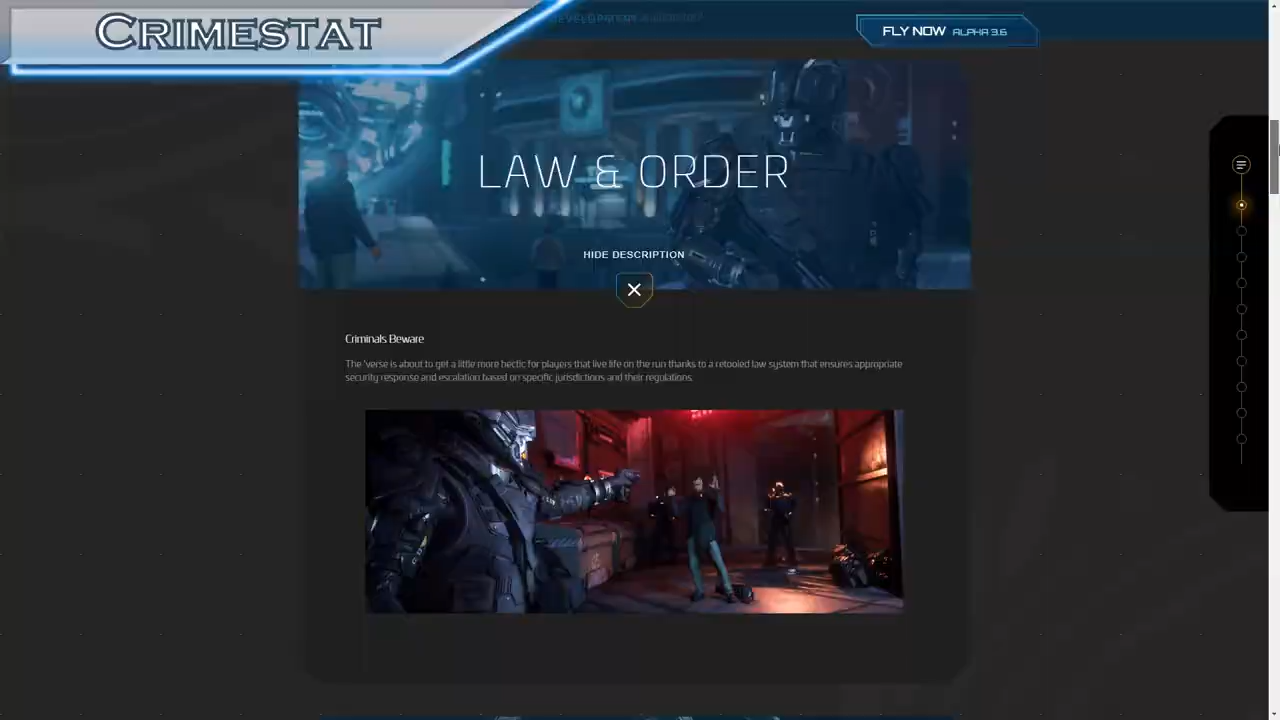 CRIMESTAT
FLY NOW ALPHA 3.6
LAW & ORDER
HIDE DESCRIPTION
Criminals Beware
The 'Verse is about to get a little more hectic for players that live life on the run thanks to a retooled law system that ensures appropriate
security response and escalation based on specific jurisdictions and their regulations.